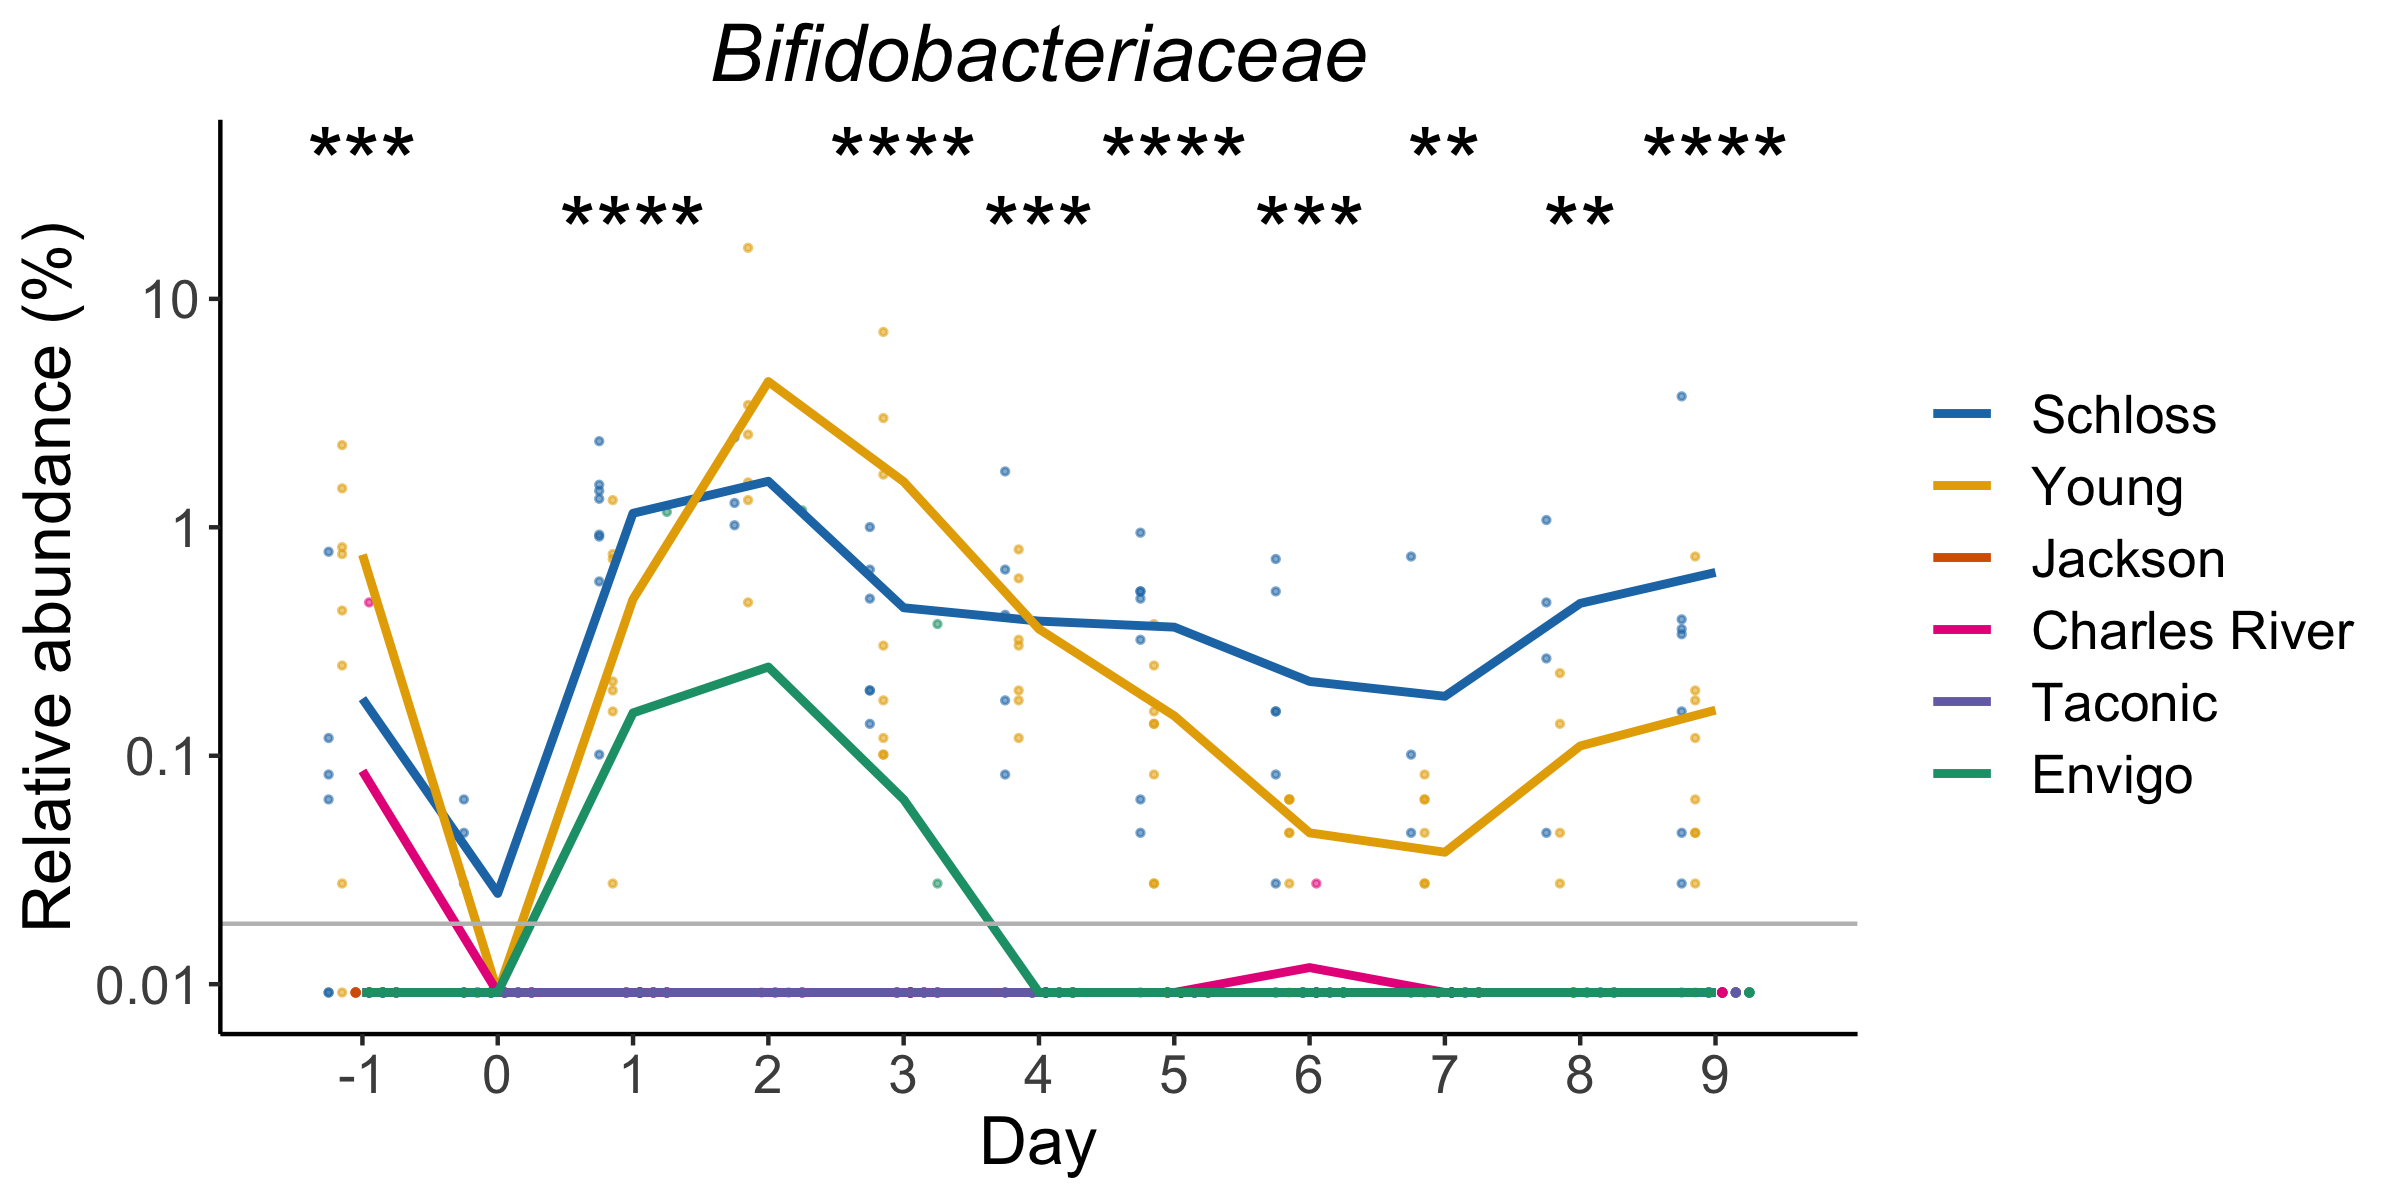 Bifidobacteriaceae
*** **** **** ** ****
**** *** *** **
Relative abundance (%)
10
1
0.1
0.01
-1 0 1 2 3 4 5 6 7 8 9
Day
Schloss
Young
Jackson
Charles River
Taconic
Envigo